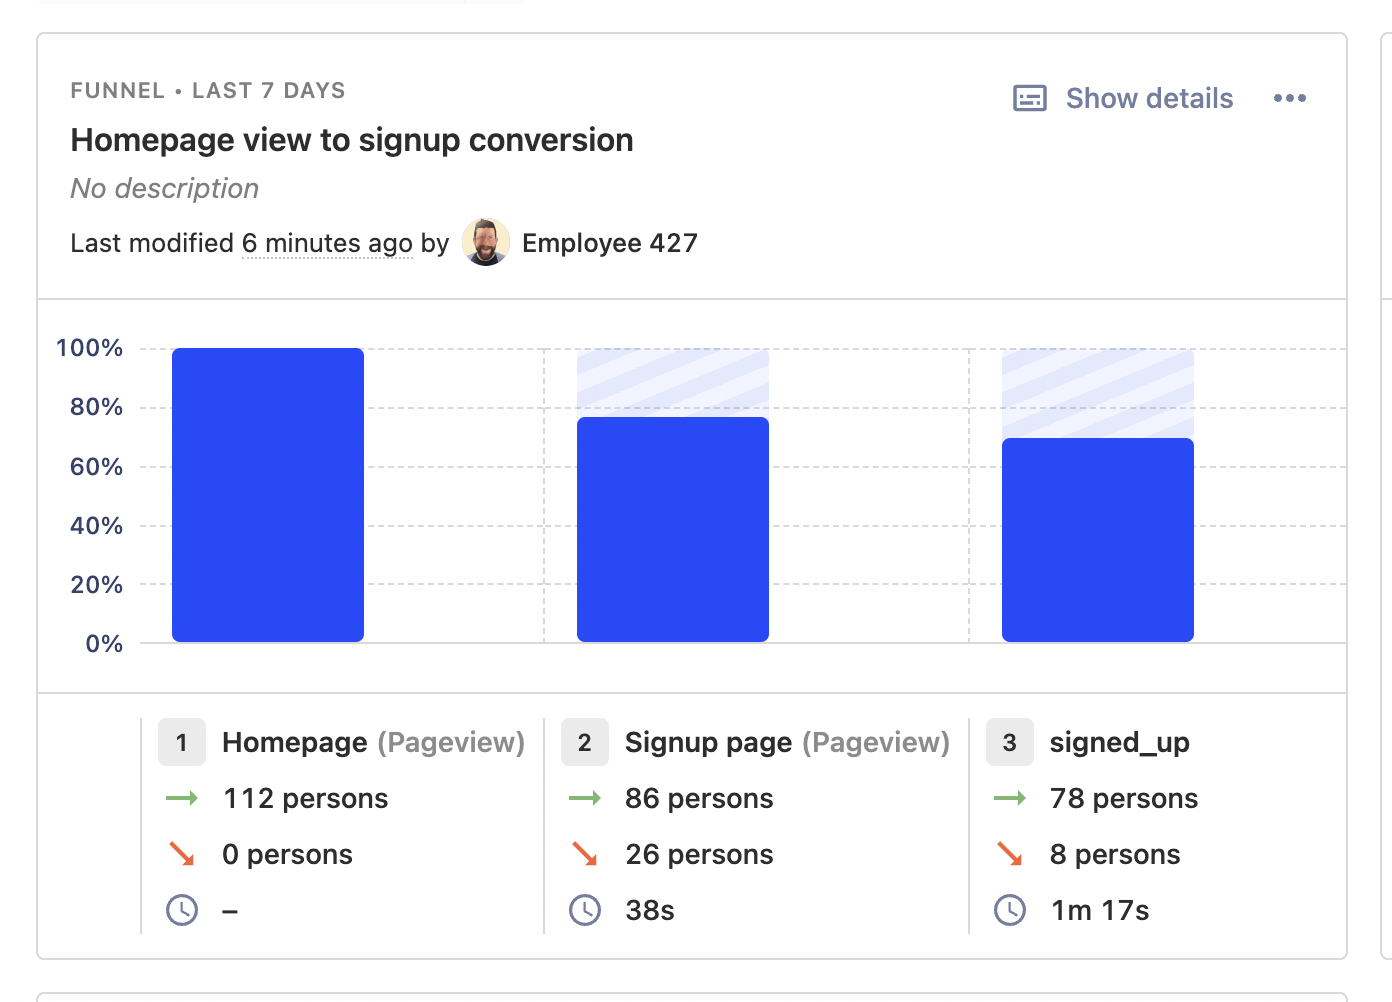 FUNNEL • LAST 7 DAYS
Show details
Homepage view to signup conversion
No description
Last modified 6 minutes ago by Employee 427
100%
80%
60%
40%
20%
0%
1 Homepage (Pageview)
112 persons
0 persons
–
2 Signup page (Pageview)
86 persons
26 persons
38s
3 signed_up
78 persons
8 persons
1m 17s